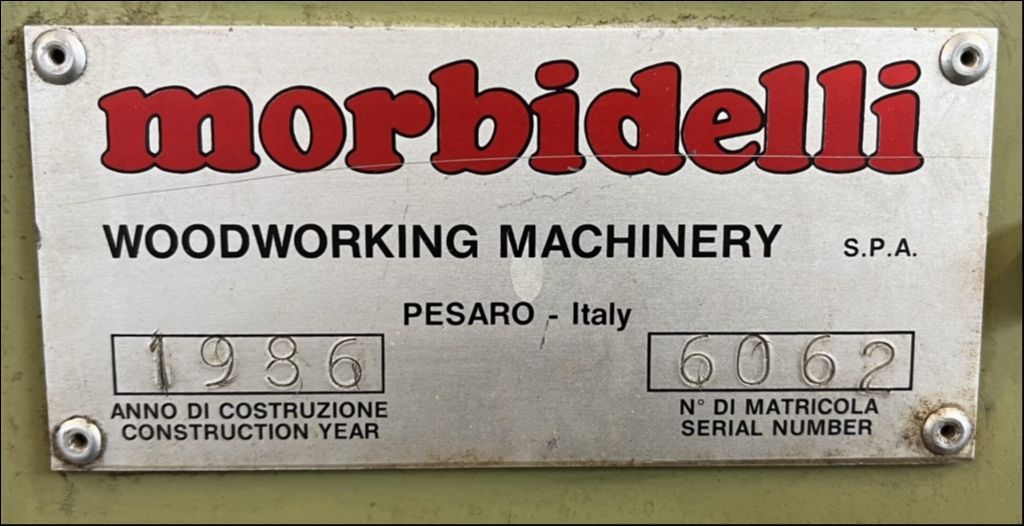 morbidelli
WOODWORKING MACHINERY S.P.A.
PESARO - Italy
1986 6062
ANNO DI COSTRUZIONE N° DI MATRICOLA
CONSTRUCTION YEAR SERIAL NUMBER